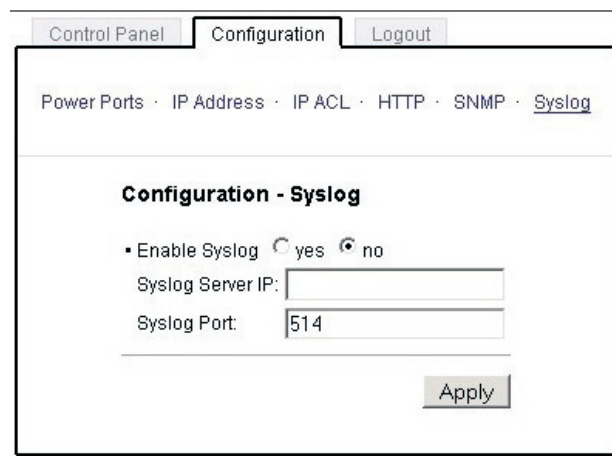 Control Panel Configuration Logout
Power Ports · IP Address · IP ACL · HTTP · SNMP · Syslog
Configuration - Syslog
▪ Enable Syslog yes no
Syslog Server IP:
Syslog Port: 514
Apply